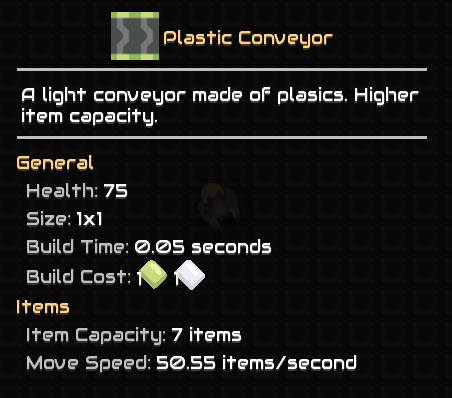 Plastic Conveyor
A light conveyor made of plasics. Higher
item capacity.
General
Health: 75
Size: 1x1
Build Time: 0.05 seconds
Build Cost: 1 1
Items
Item Capacity: 7 items
Move Speed: 50.55 items/second